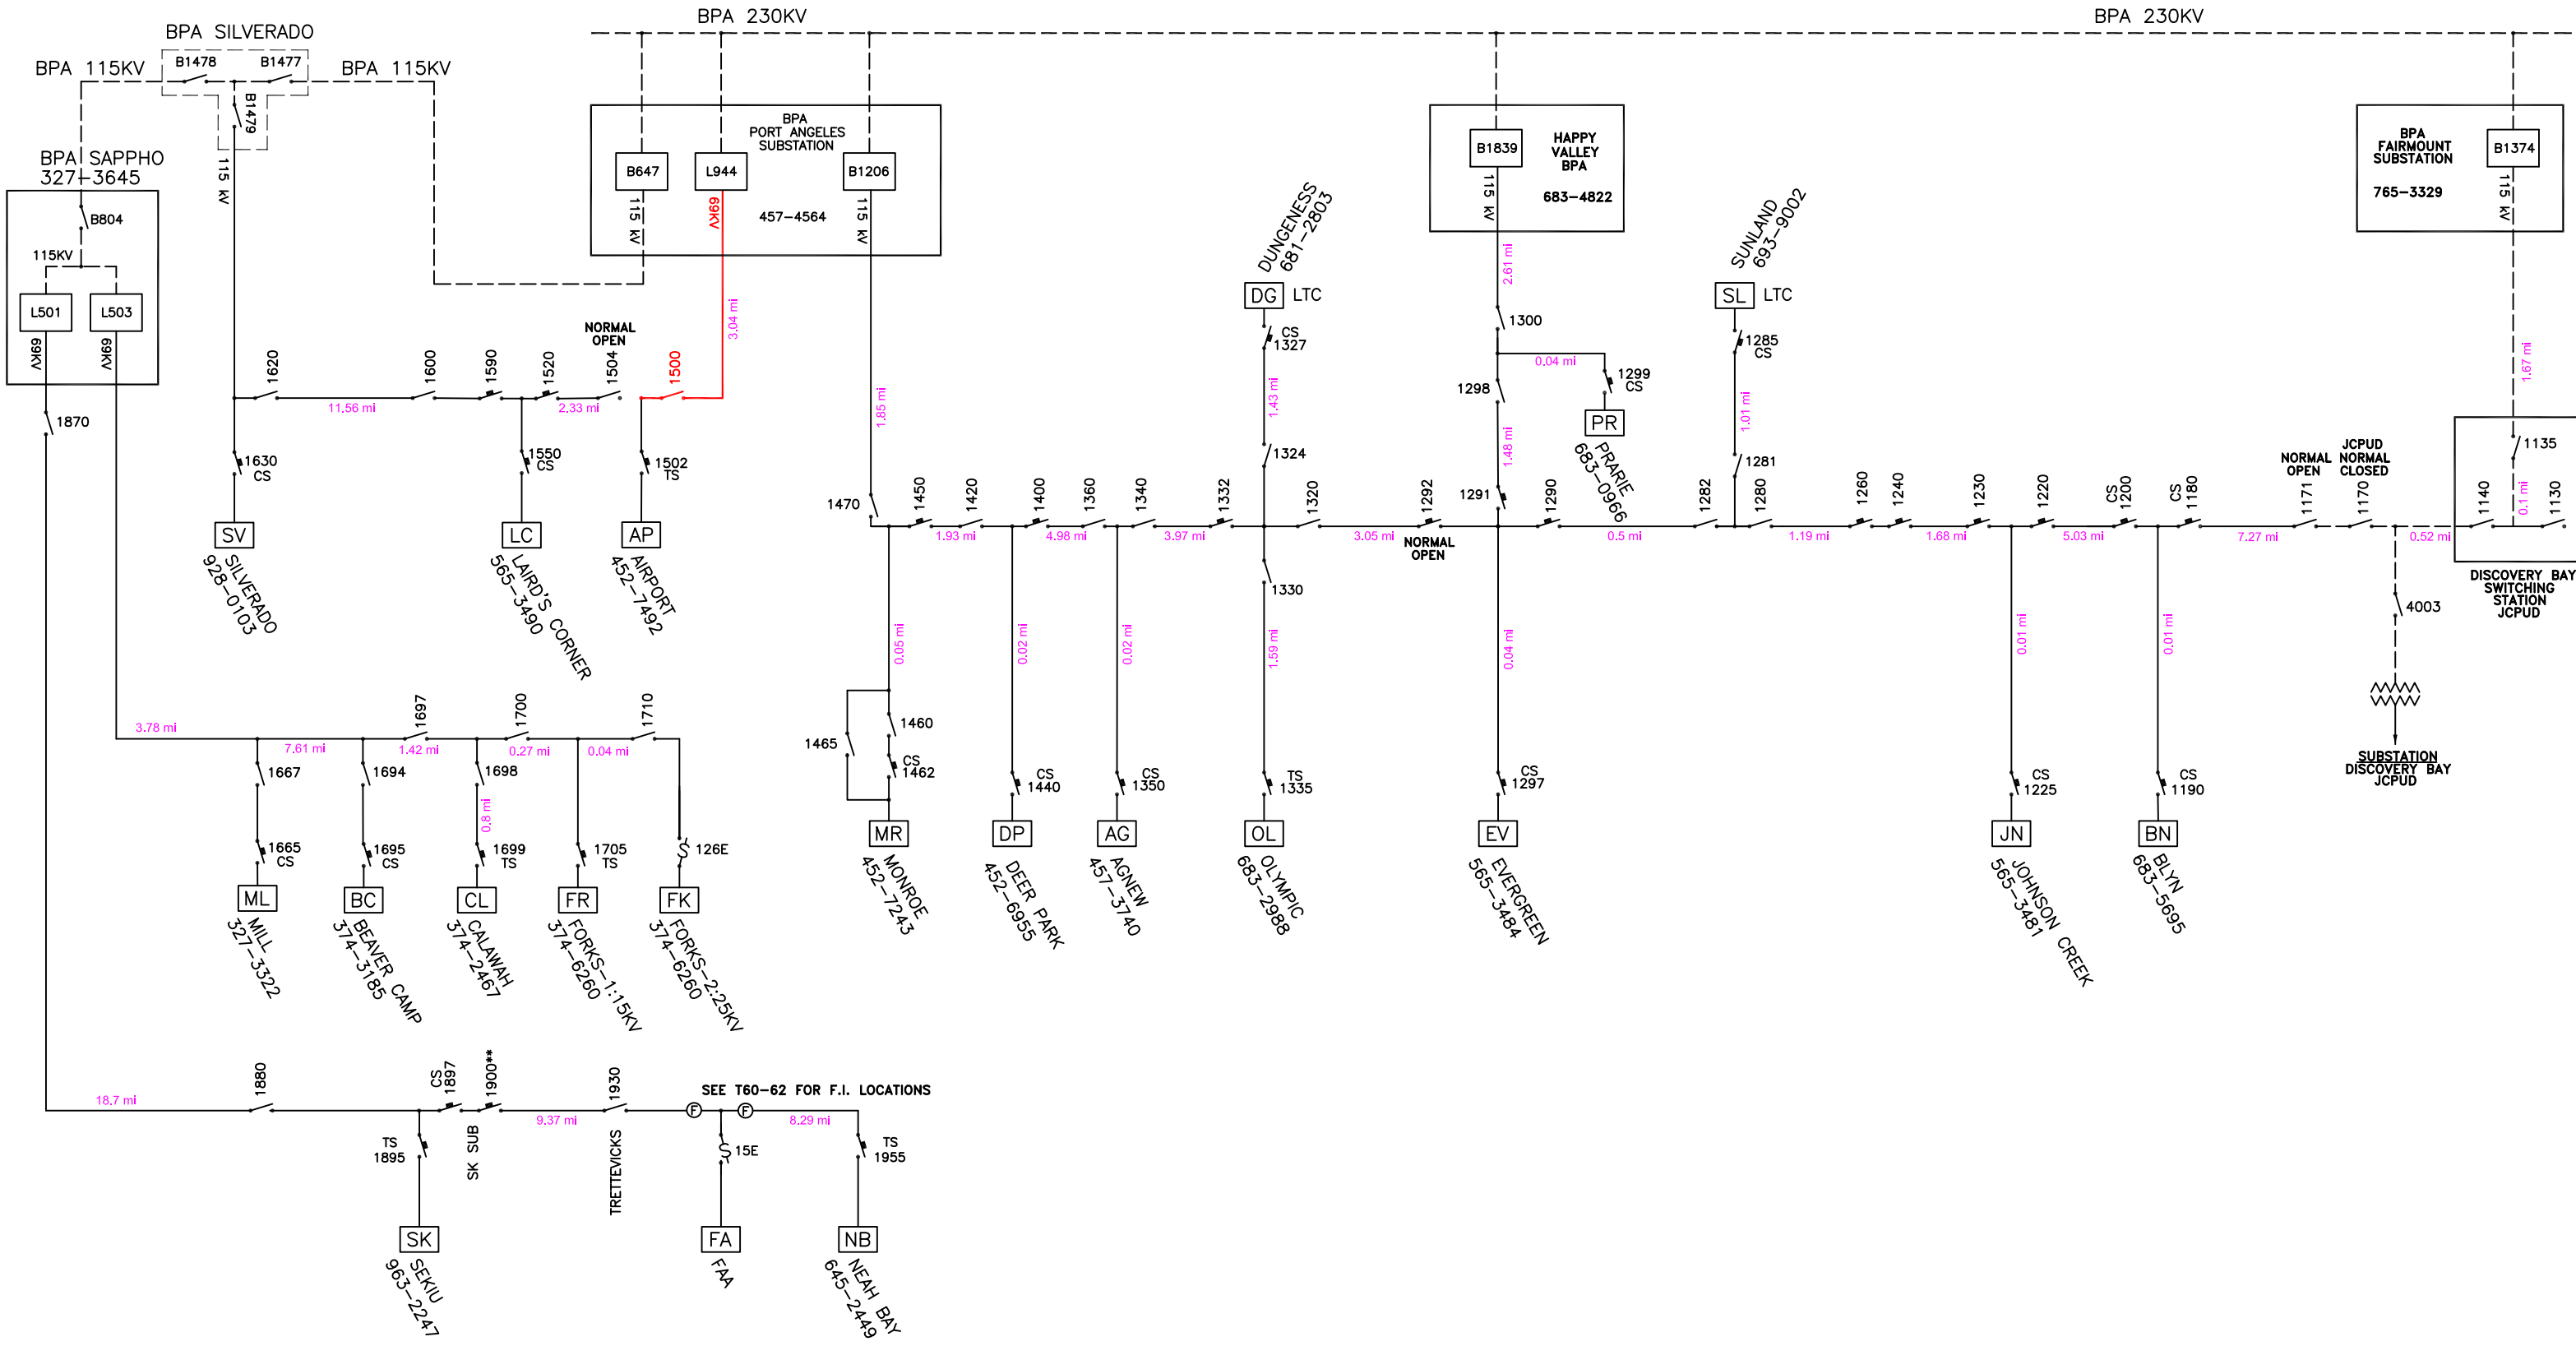 BPA 230KV
BPA 230KV
BPA SILVERADO
BPA 115KV
B1478
B1477
BPA 115KV
B1479
115 kV
BPA SAPPHO
327-3645
B804
115KV
L501
L503
69KV
69KV
1870
BPA
PORT ANGELES
SUBSTATION
B647
L944
B1206
115 kV
69KV
457-4564
115 kV
3.04 mi
1.85 mi
HAPPY
VALLEY
BPA
B1839
115 kV
683-4822
2.61 mi
BPA
FAIRMOUNT
SUBSTATION
B1374
765-3329
115 kV
1.67 mi
DUNGENESS
681-2803
DG
LTC
CS
1327
1.43 mi
1324
SUNLAND
693-9002
SL
LTC
1285
CS
1.01 mi
1281
1300
0.04 mi
1299
CS
PR
PRARIE
683-0966
1298
1.48 mi
1291
1620
11.56 mi
1600
1590
1520
2.33 mi
NORMAL
OPEN
1504
1500
1630
CS
SV
SILVERADO
928-0103
1550
CS
LC
LAIRD'S CORNER
565-3490
1502
TS
AP
AIRPORT
452-7492
1470
1450
1420
1.93 mi
1400
4.98 mi
1360
1340
3.97 mi
1332
1320
3.05 mi
1292
NORMAL
OPEN
1290
0.5 mi
1282
1280
1.19 mi
1260
1240
1.68 mi
1230
1220
5.03 mi
CS
1200
CS
1180
7.27 mi
NORMAL
OPEN
1171
JCPUD
NORMAL
CLOSED
1170
0.52 mi
1140
1135
0.1 mi
1130
DISCOVERY BAY
SWITCHING
STATION
JCPUD
4003
SUBSTATION
DISCOVERY BAY
JCPUD
0.05 mi
1465
1460
CS
1462
MR
MONROE
452-7243
0.02 mi
CS
1440
DP
DEER PARK
452-6955
0.02 mi
CS
1350
AG
AGNEW
457-3740
1330
1.59 mi
TS
1335
OL
OLYMPIC
683-2988
0.04 mi
CS
1297
EV
EVERGREEN
565-3484
0.01 mi
CS
1225
JN
JOHNSON CREEK
565-3481
0.01 mi
CS
1190
BN
BLYN
683-5695
3.78 mi
7.61 mi
1697
1.42 mi
1700
0.27 mi
0.04 mi
1710
1667
1665
CS
ML
MILL
327-3322
1694
1695
CS
BC
BEAVER CAMP
374-3185
1698
0.8 mi
1699
TS
CL
CALAWAH
374-2467
1705
TS
FR
FORKS-1:15KV
374-6260
126E
FK
FORKS-2:25KV
374-6260
18.7 mi
1880
CS
1897
1900**
SK SUB
9.37 mi
1930
TRETTEVICKS
SEE T60-62 FOR F.I. LOCATIONS
F
F
8.29 mi
TS
1895
SK
SEKIU
963-2247
15E
FA
FAA
TS
1955
NB
NEAH BAY
645-2449